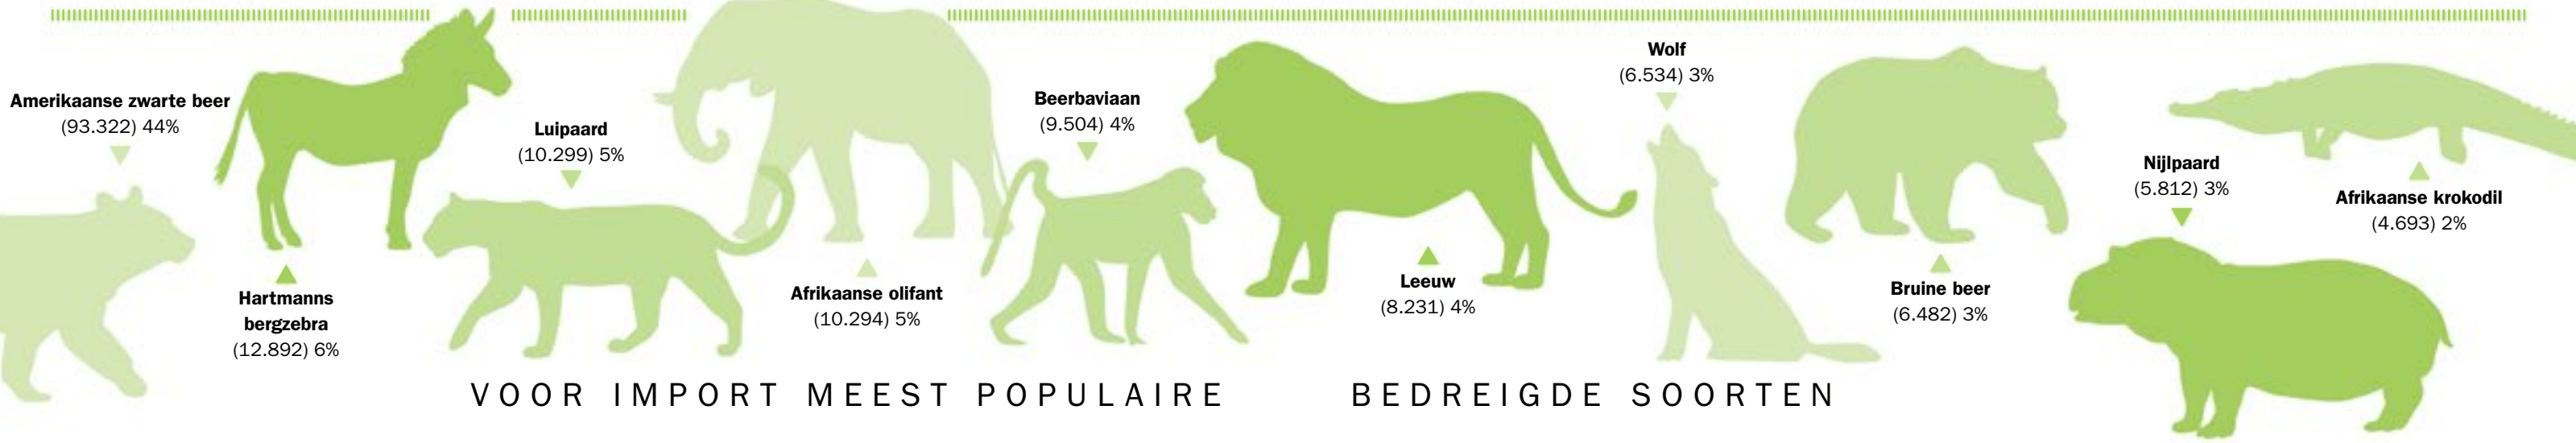 Amerikaanse zwarte beer
(93.322) 44%
Hartmanns
bergzebra
(12.892) 6%
Luipaard
(10.299) 5%
Afrikaanse olifant
(10.294) 5%
Beerbaviaan
(9.504) 4%
Leeuw
(8.231) 4%
Wolf
(6.534) 3%
Bruine beer
(6.482) 3%
Nijlpaard
(5.812) 3%
Afrikaanse krokodil
(4.693) 2%
VOOR IMPORT MEEST POPULAIRE BEDREIGDE SOORTEN